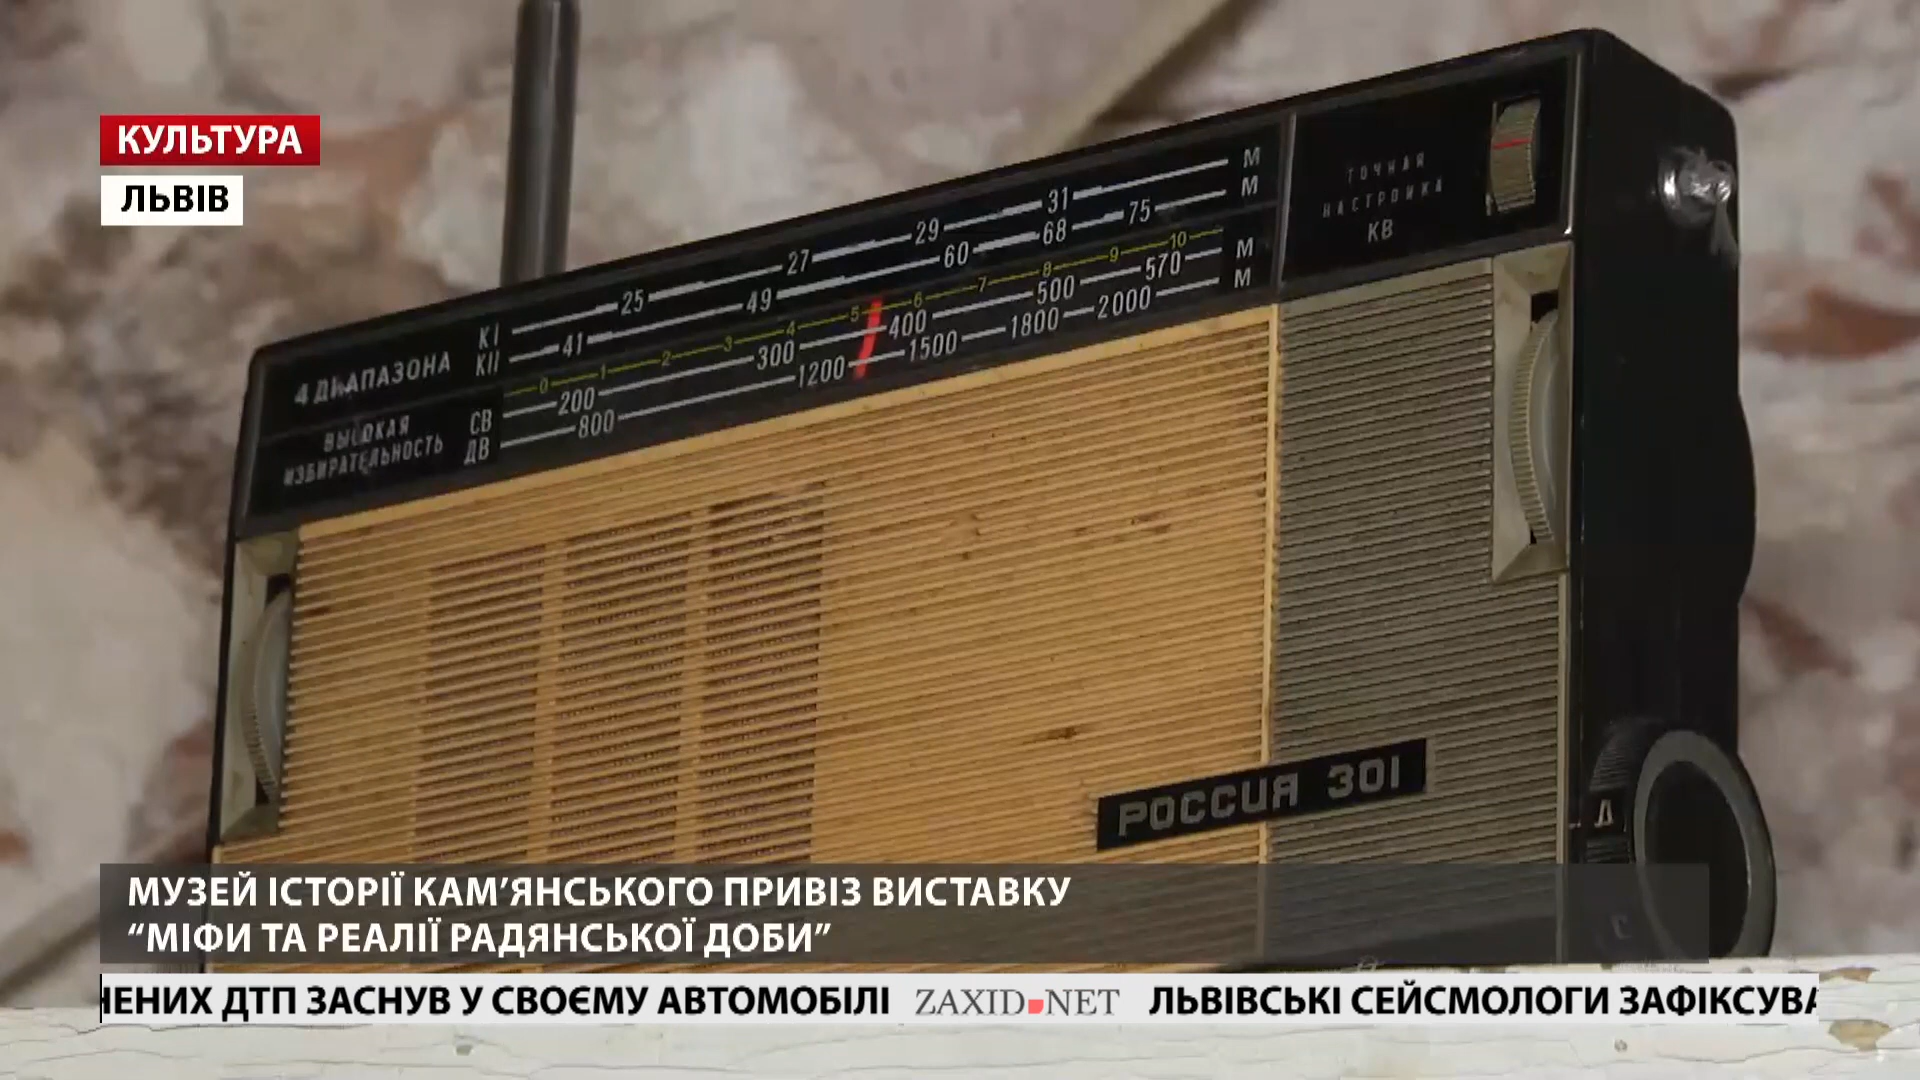 КУЛЬТУРА
ЛЬВІВ
4 ДИАПАЗОНА
ВЫСОКАЯ
ИЗБИРАТЕЛЬНОСТЬ
КI 25 27 29 31 М
КII 41 49 60 68 75 М
0 1 2 3 4 5 6 7 8 9 10
СВ 200 300 400 500 570 М
ДВ 800 1200 1500 1800 2000 М
ТОЧНАЯ
НАСТРОЙКА
КВ
РОССИЯ 301
Д
С
МУЗЕЙ ІСТОРІЇ КАМ’ЯНСЬКОГО ПРИВІЗ ВИСТАВКУ
“МІФИ ТА РЕАЛІЇ РАДЯНСЬКОЇ ДОБИ”
ЧЕНИХ ДТП ЗАСНУВ У СВОЄМУ АВТОМОБІЛІ ZAXID.NET ЛЬВІВСЬКІ СЕЙСМОЛОГИ ЗАФІКСУВА